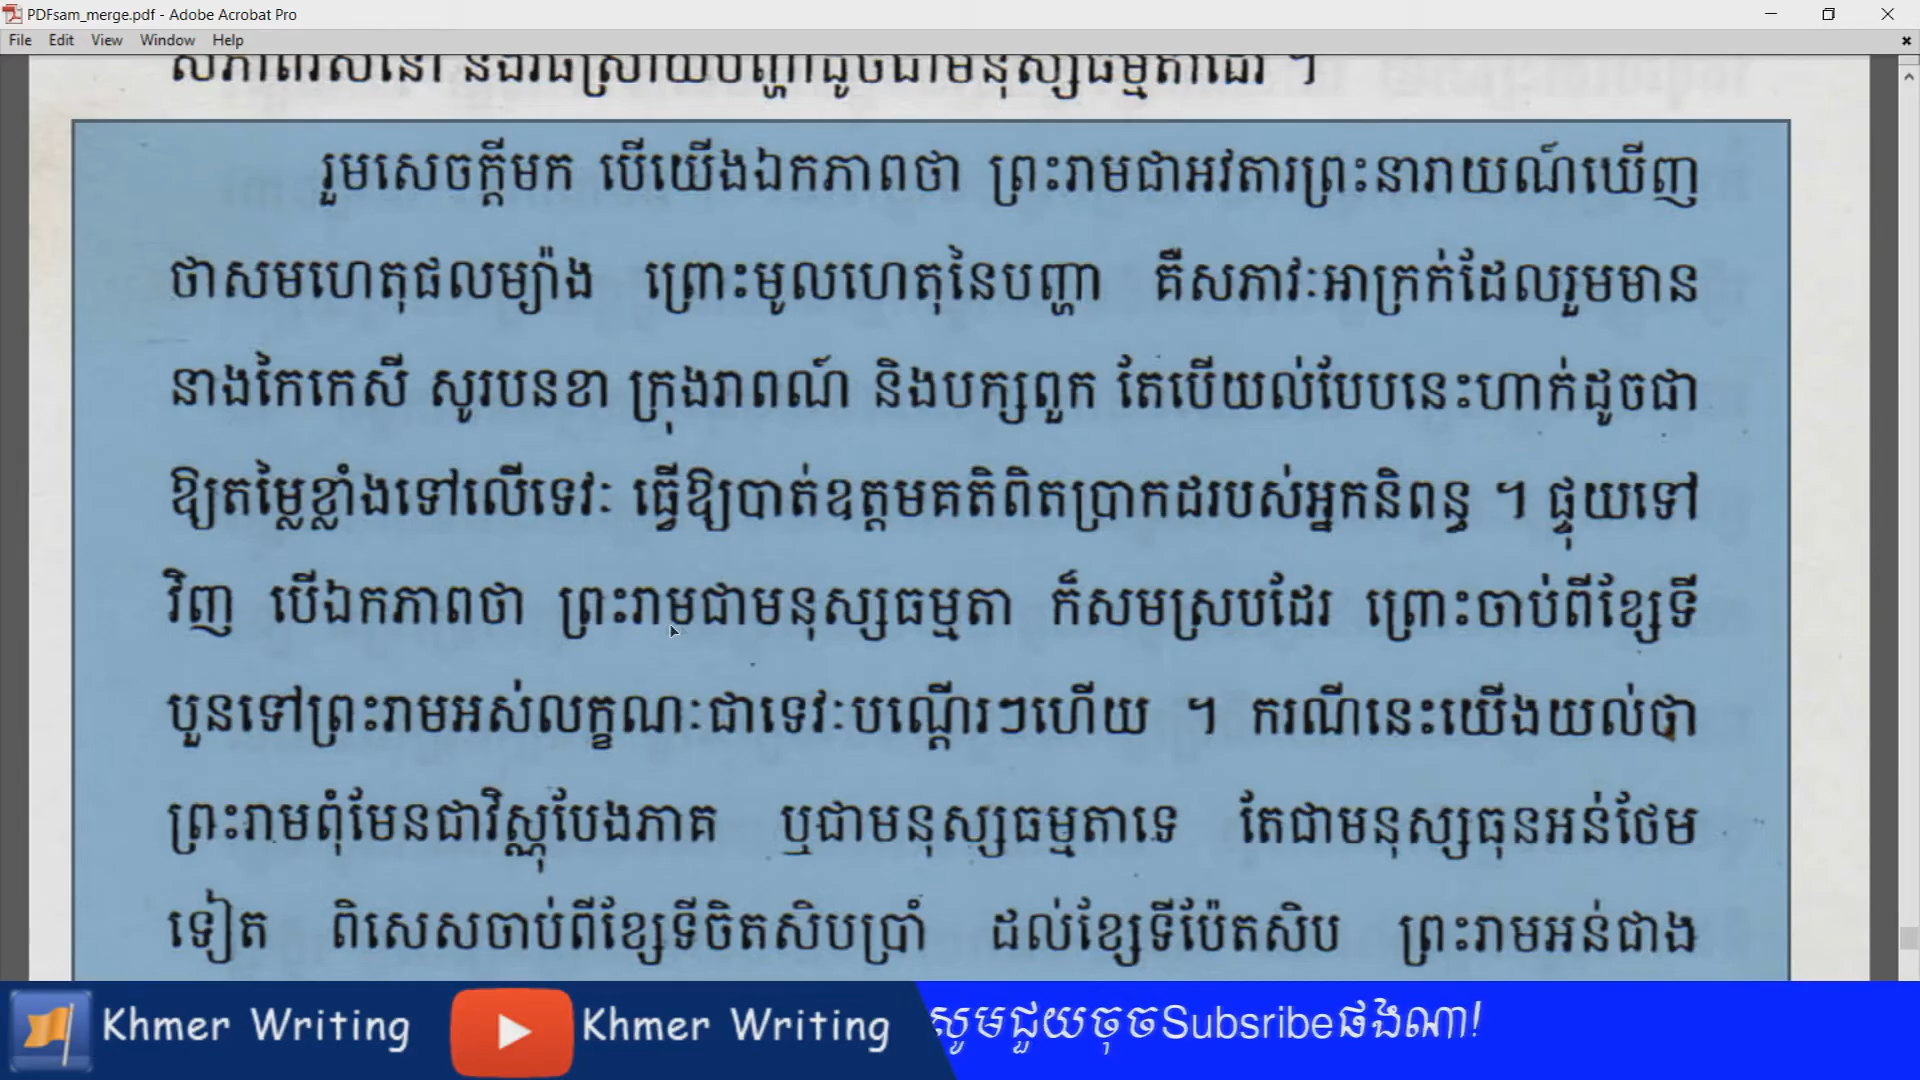 PDFsam_merge.pdf - Adobe Acrobat Pro
File Edit View Window Help
រួមសេចក្ដីមក បើយើងឯកភាពថា ព្រះរាមជាអវតារព្រះនារាយណ៍ឃើញ
ថាសមហេតុផលម្យ៉ាង ព្រោះមូលហេតុនៃបញ្ហា គឺសភាវៈអាក្រក់ដែលរួមមាន
នាងកៃកេសី សូរបនខា ក្រុងរាពណ៍ និងបក្សពួក តែបើយល់បែបនេះហាក់ដូចជា
ឱ្យតម្លៃខ្លាំងទៅលើទេវៈ ធ្វើឱ្យបាត់ឧត្តមគតិពិតប្រាកដរបស់អ្នកនិពន្ធ ។ ផ្ទុយទៅ
វិញ បើឯកភាពថា ព្រះរាមជាមនុស្សធម្មតា ក៏សមស្របដែរ ព្រោះចាប់ពីខ្សែទី
បួនទៅព្រះរាមអស់លក្ខណៈជាទេវៈបណ្ដើរៗហើយ ។ ករណីនេះយើងយល់ថា
ព្រះរាមពុំមែនជាវិស្ណុបែងភាគ ឬជាមនុស្សធម្មតាទេ តែជាមនុស្សធុនអន់ថែម
ទៀត ពិសេសចាប់ពីខ្សែទីចិតសិបប្រាំ ដល់ខ្សែទីប៉ែតសិប ព្រះរាមអន់ជាង
Khmer Writing Khmer Writing សូមជួយចុចSubsribeផងណា!